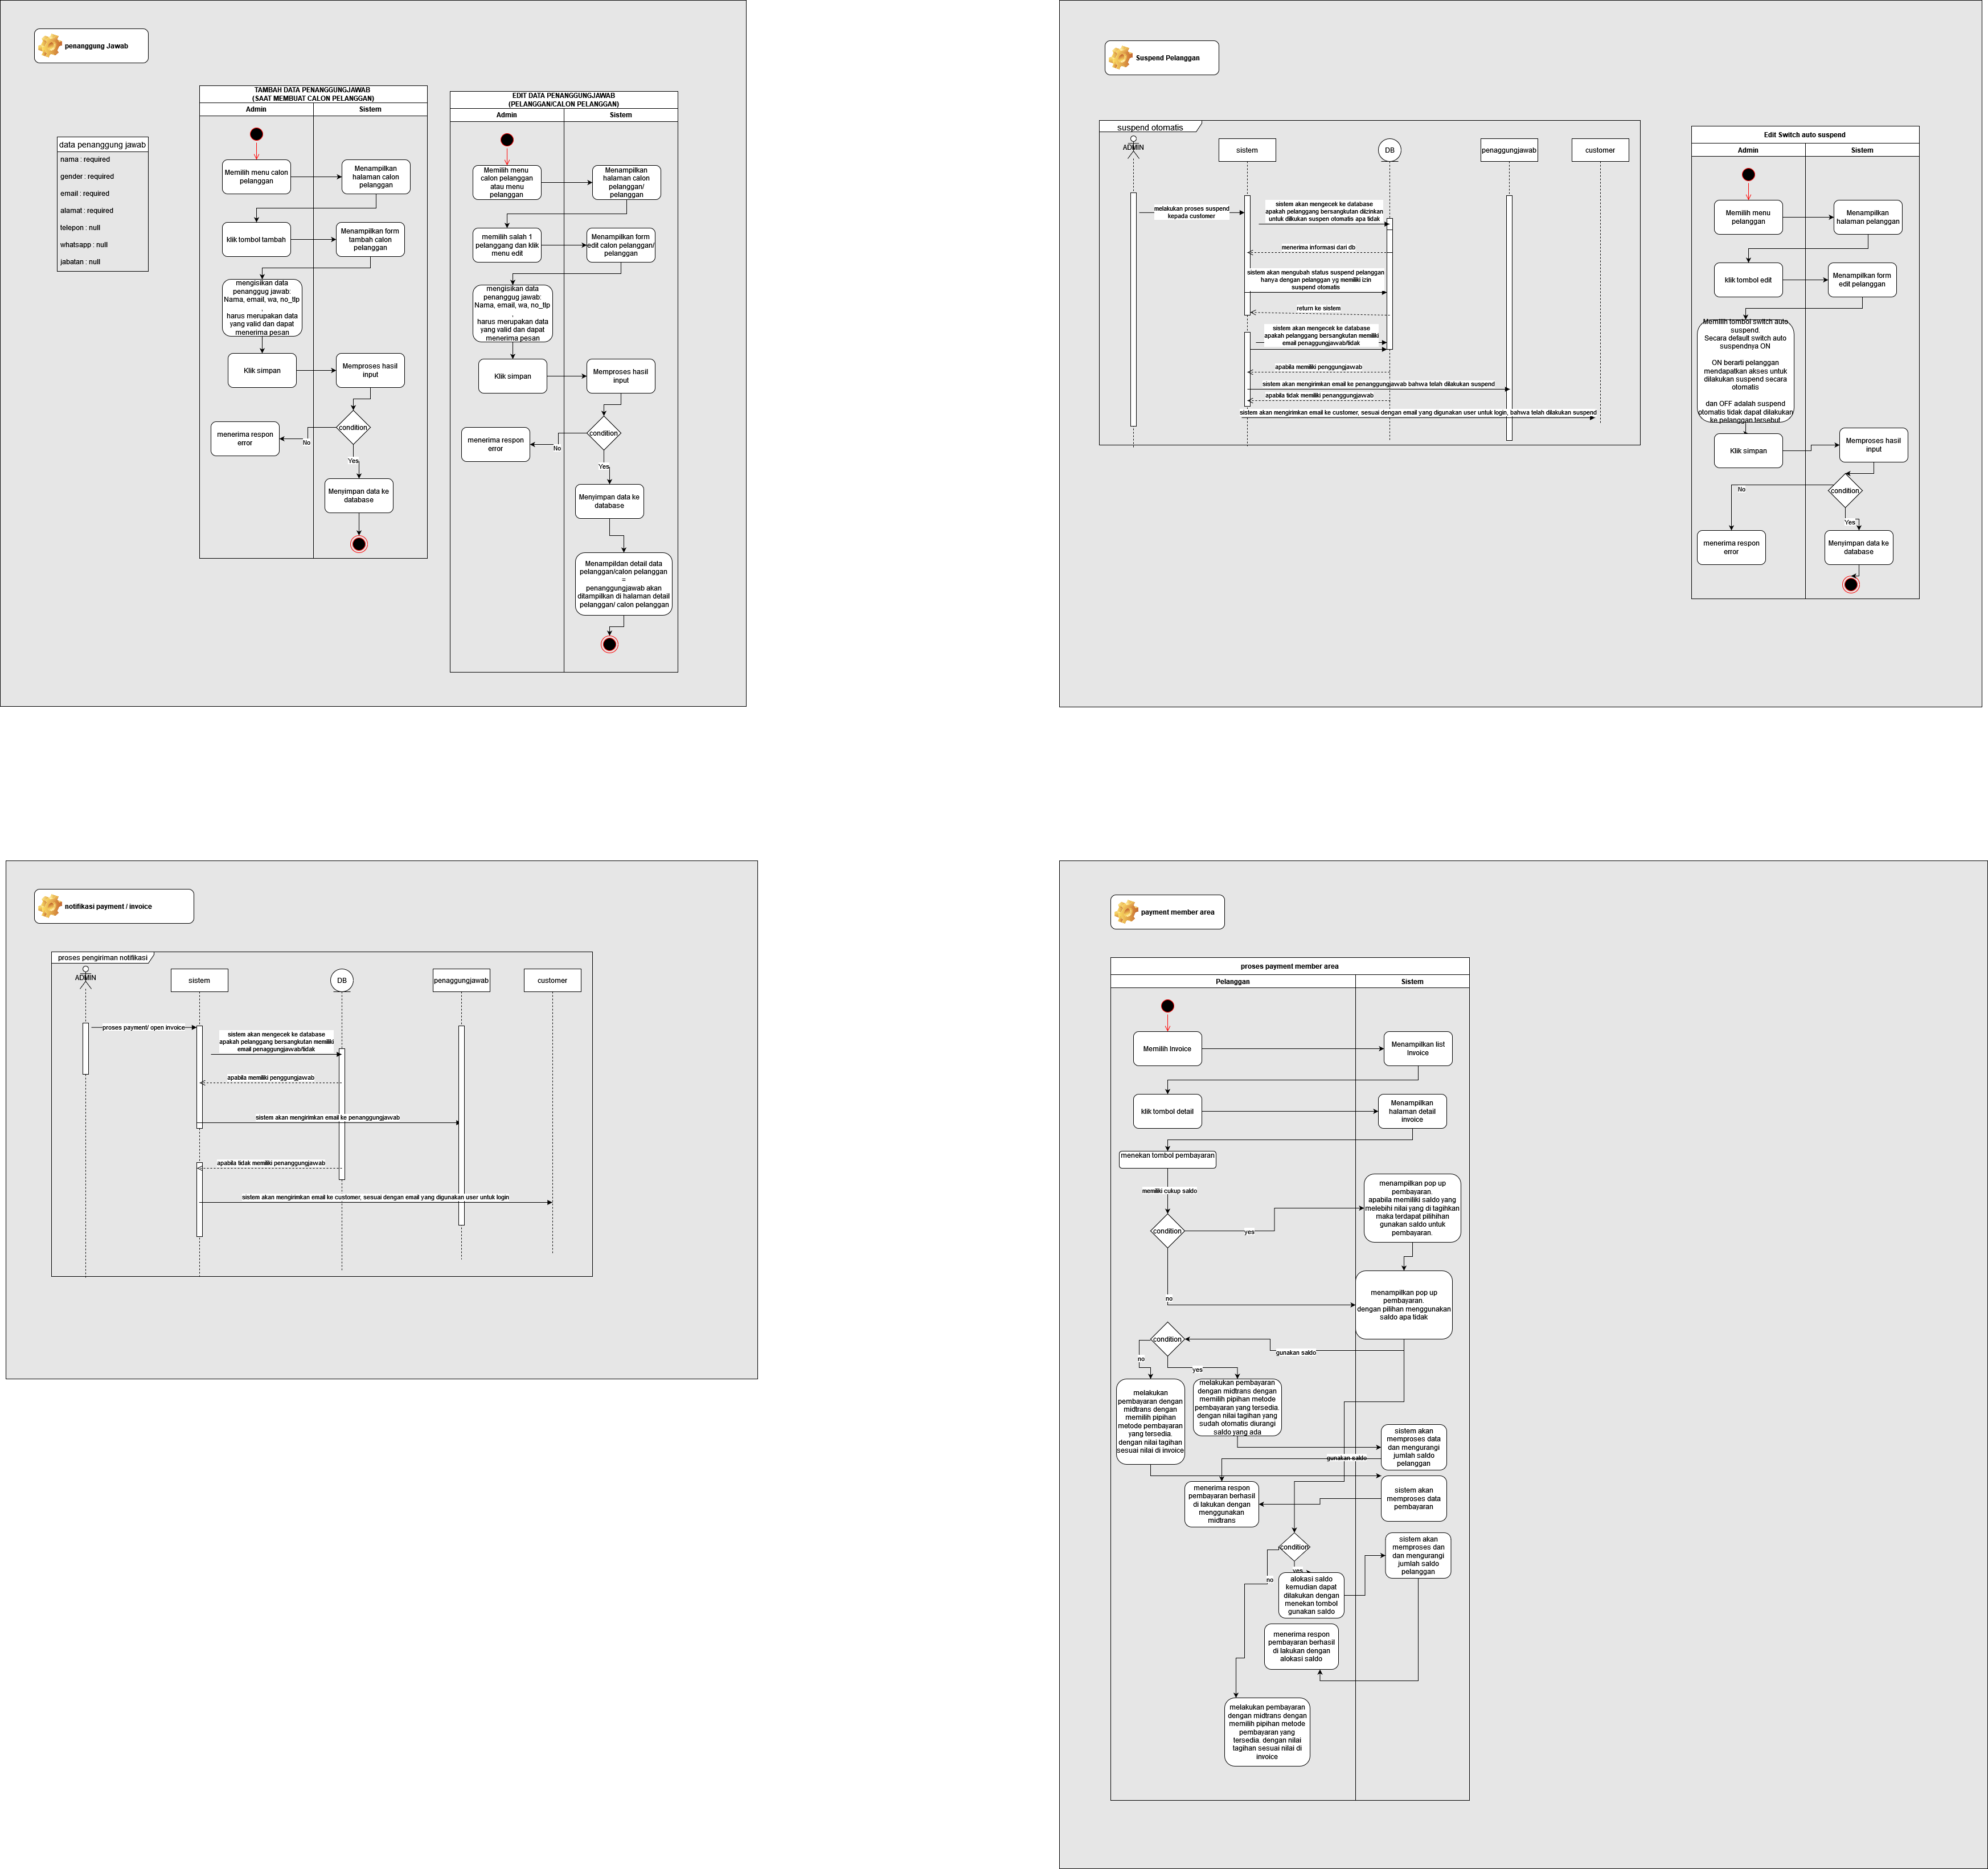 penanggung Jawab
data penanggung jawab
nama : required
gender : required
email : required
alamat : required
telepon : null
whatsapp : null
jabatan : null
TAMBAH DATA PENANGGUNGJAWAB
(SAAT MEMBUAT CALON PELANGGAN)
Admin
Sistem
Memilih menu calon
pelanggan
Menampilkan
halaman calon
pelanggan
klik tombol tambah
Menampilkan form
tambah calon
pelanggan
mengisikan data
penanggug jawab:
Nama, email, wa, no_tlp
,
harus merupakan data
yang valid dan dapat
menerima pesan
Klik simpan
Memproses hasil
input
condition
No
menerima respon
error
Yes
Menyimpan data ke
database
EDIT DATA PENANGGUNGJAWAB
(PELANGGAN/CALON PELANGGAN)
Admin
Sistem
Memilih menu
calon pelanggan
atau menu
pelanggan
Menampilkan
halaman calon
pelanggan/
pelanggan
memilih salah 1
pelanggang dan klik
menu edit
Menampilkan form
edit calon pelanggan/
pelanggan
mengisikan data
penanggug jawab:
Nama, email, wa, no_tlp
,
harus merupakan data
yang valid dan dapat
menerima pesan
Klik simpan
Memproses hasil
input
condition
No
menerima respon
error
Yes
Menyimpan data ke
database
Menampildan detail data
pelanggan/calon pelanggan
=
penanggungjawab akan
ditampilkan di halaman detail
pelanggan/ calon pelanggan
Suspend Pelanggan
suspend otomatis
ADMIN
sistem
DB
penaggungjawab
customer
melakukan proses suspend
kepada customer
sistem akan mengecek ke database
apakah pelanggan bersangkutan diizinkan
untuk dilkukan suspen otomatis apa tidak
menerima informasi dari db
sistem akan mengubah status suspend pelanggan
hanya dengan pelanggan yg memiliki izin
suspend otomatis
return ke sistem
sistem akan mengecek ke database
apakah pelanggang bersangkutan memiliki
email penaggungjawab/tidak
apabila memiliki penggungjawab
sistem akan mengirimkan email ke penanggungjawab bahwa telah dilakukan suspend
apabila tidak memiliki penanggungjawab
sistem akan mengirimkan email ke customer, sesuai dengan email yang digunakan user untuk login, bahwa telah dilakukan suspend
Edit Switch auto suspend
Admin
Sistem
Memilih menu
pelanggan
Menampilkan
halaman pelanggan
klik tombol edit
Menampilkan form
edit pelanggan
Memilih tombol switch auto
suspend.
Secara default switch auto
suspendnya ON
ON berarti pelanggan
mendapatkan akses untuk
dilakukan suspend secara
otomatis
dan OFF adalah suspend
otomatis tidak dapat dilakukan
ke pelanggan tersebut
Klik simpan
Memproses hasil
input
condition
No
Yes
menerima respon
error
Menyimpan data ke
database
notifikasi payment / invoice
proses pengiriman notifikasi
ADMIN
sistem
DB
penaggungjawab
customer
proses payment/ open invoice
sistem akan mengecek ke database
apakah pelanggang bersangkutan memiliki
email penaggungjawab/tidak
apabila memiliki penggungjawab
sistem akan mengirimkan email ke penanggungjawab
apabila tidak memiliki penanggungjawab
sistem akan mengirimkan email ke customer, sesuai dengan email yang digunakan user untuk login
payment member area
proses payment member area
Pelanggan
Sistem
Memilih Invoice
Menampilkan list
Invoice
klik tombol detail
Menampilkan
halaman detail
invoice
menekan tombol pembayaran
memiliki cukup saldo
condition
yes
menampilkan pop up
pembayaran.
apabila memiliki saldo yang
melebihi nilai yang di tagihkan
maka terdapat pilihihan
gunakan saldo untuk
pembayaran.
no
menampilkan pop up
pembayaran.
dengan pilihan menggunakan
saldo apa tidak
condition
gunakan saldo
no
yes
melakukan
pembayaran dengan
midtrans dengan
memilih pipihan
metode pembayaran
yang tersedia.
dengan nilai tagihan
sesuai nilai di invoice
melakukan pembayaran
dengan midtrans dengan
memilih pipihan metode
pembayaran yang tersedia.
dengan nilai tagihan yang
sudah otomatis diurangi
saldo yang ada
sistem akan
memproses data
dan mengurangi
jumlah saldo
pelanggan
gunakan saldo
menerima respon
pembayaran berhasil
di lakukan dengan
menggunakan
midtrans
sistem akan
memproses data
pembayaran
condition
no
yes
sistem akan
memproses dan
dan mengurangi
jumlah saldo
pelanggan
alokasi saldo
kemudian dapat
dilakukan dengan
menekan tombol
gunakan saldo
menerima respon
pembayaran berhasil
di lakukan dengan
alokasi saldo
melakukan pembayaran
dengan midtrans dengan
memilih pipihan metode
pembayaran yang
tersedia. dengan nilai
tagihan sesuai nilai di
invoice